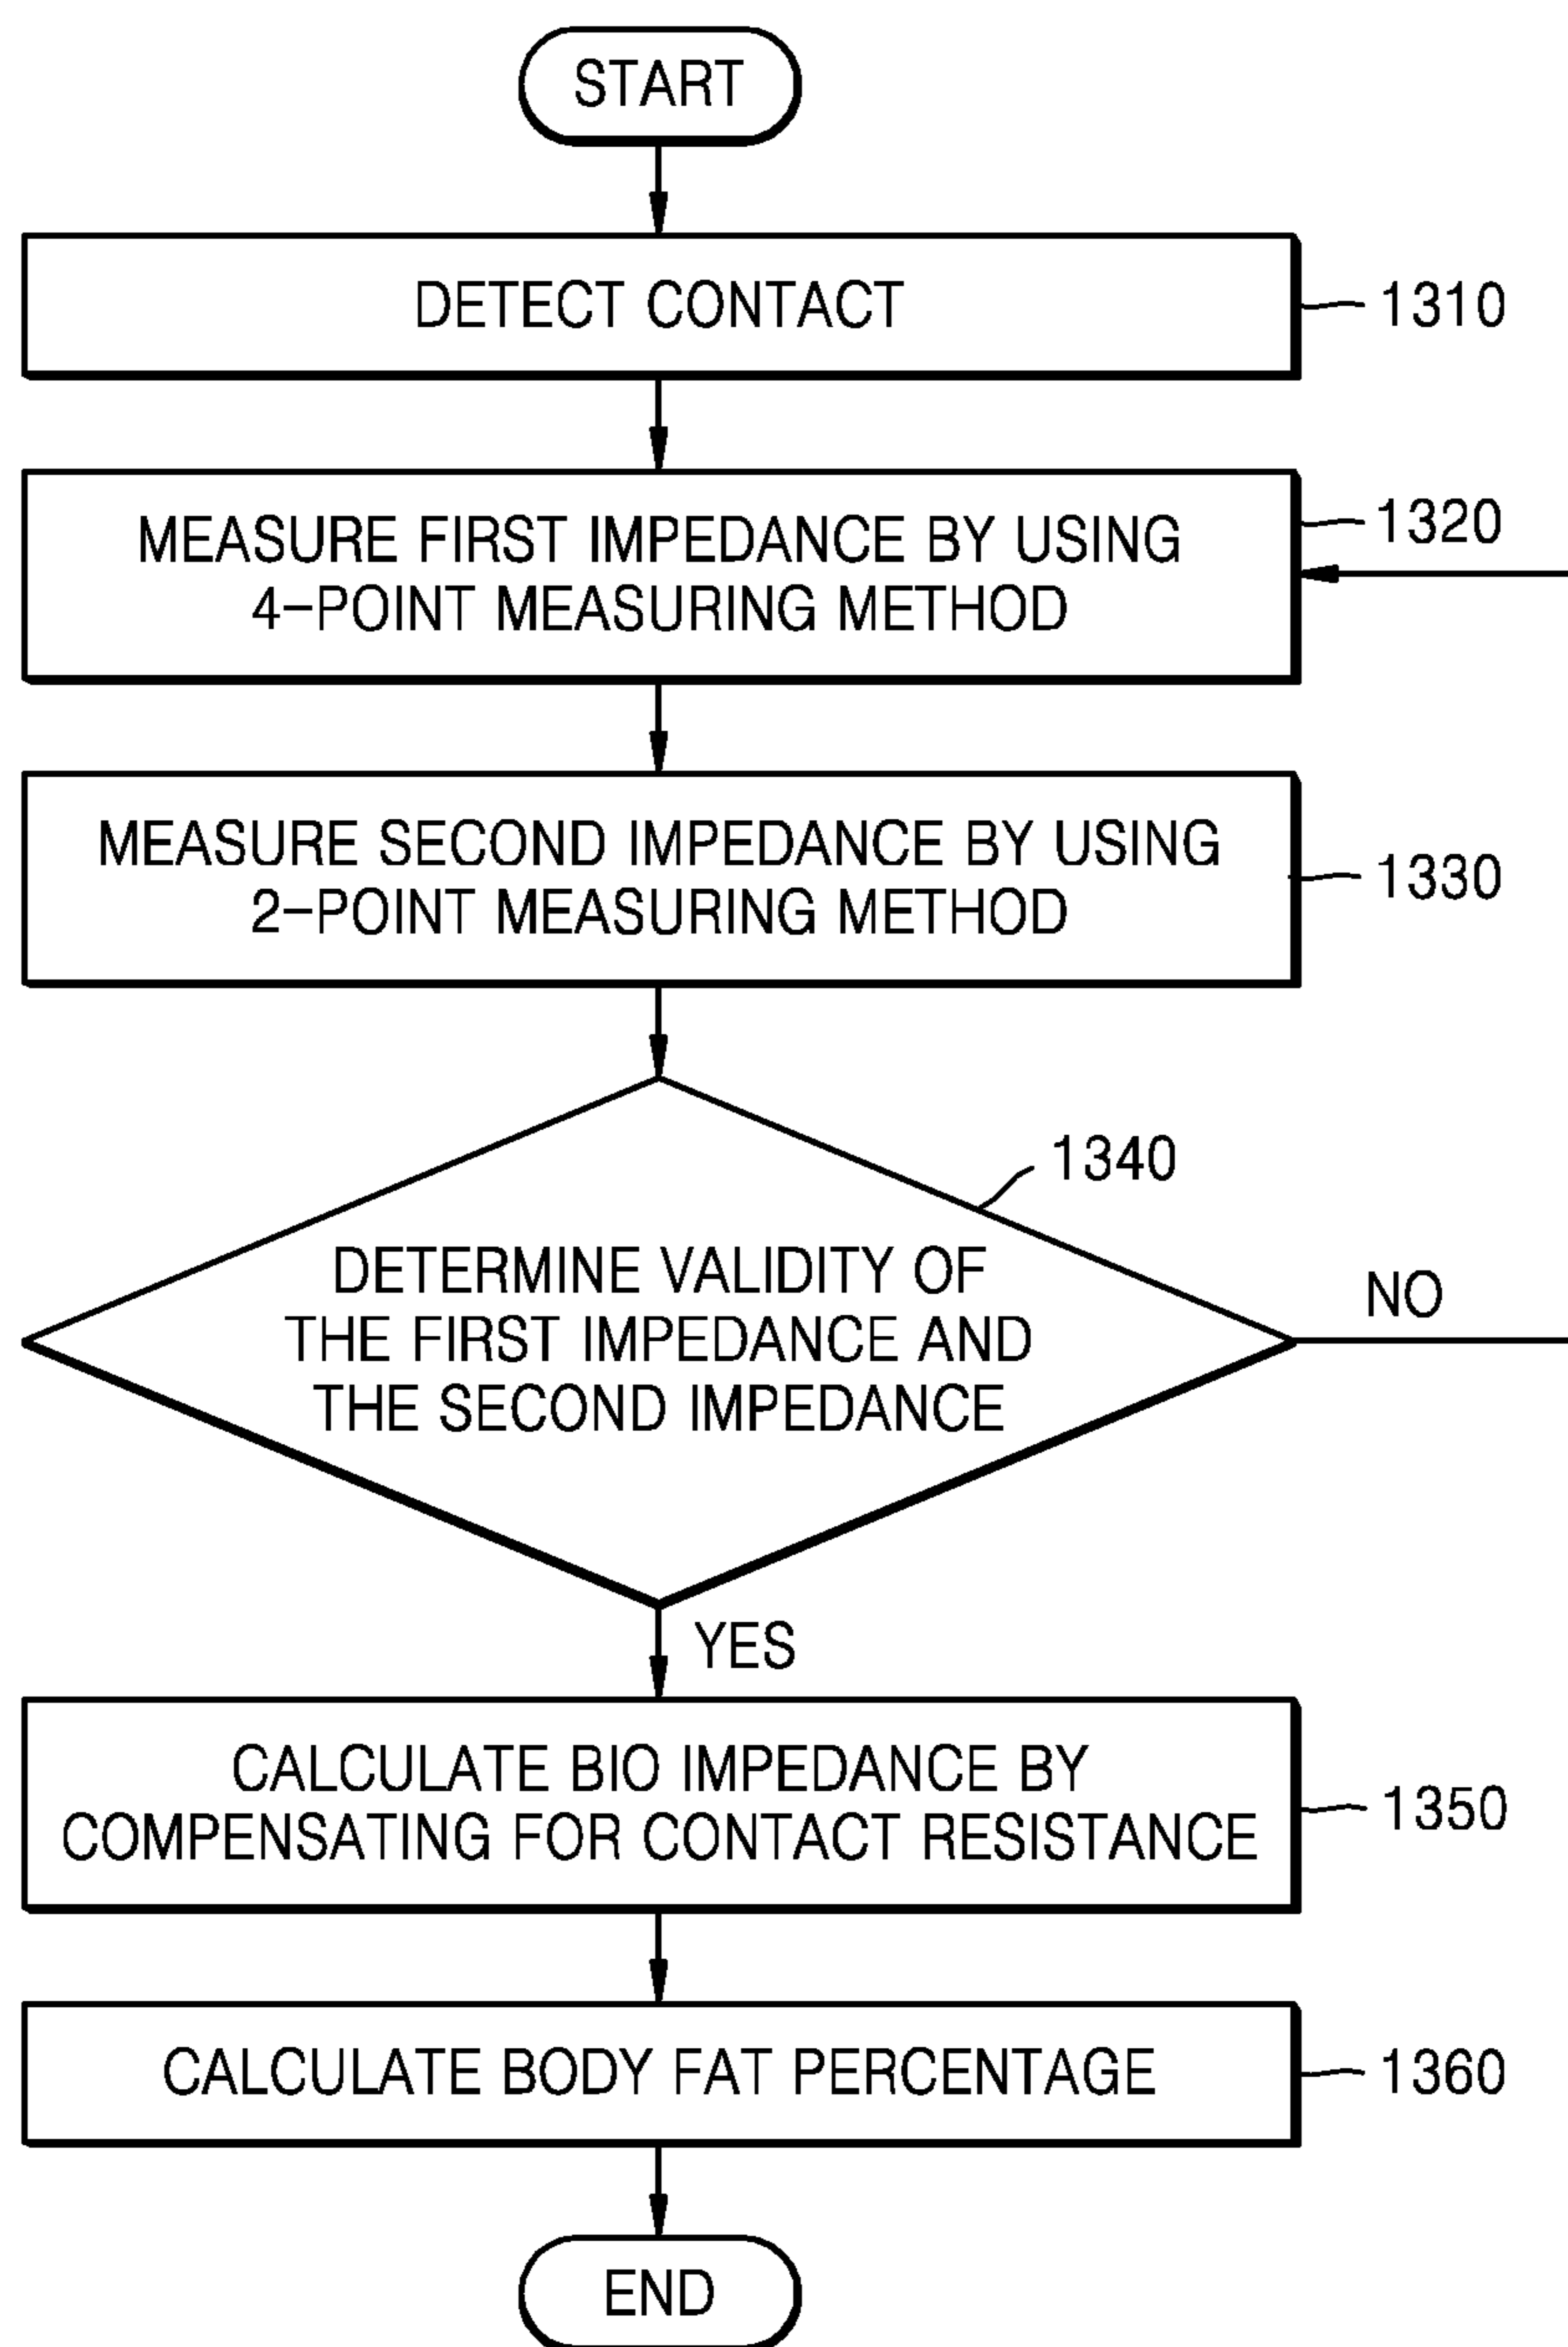 START
DETECT CONTACT
1310
MEASURE FIRST IMPEDANCE BY USING
4-POINT MEASURING METHOD
1320
MEASURE SECOND IMPEDANCE BY USING
2-POINT MEASURING METHOD
1330
1340
DETERMINE VALIDITY OF
THE FIRST IMPEDANCE AND
THE SECOND IMPEDANCE
NO
YES
CALCULATE BIO IMPEDANCE BY
COMPENSATING FOR CONTACT RESISTANCE
1350
CALCULATE BODY FAT PERCENTAGE
1360
END